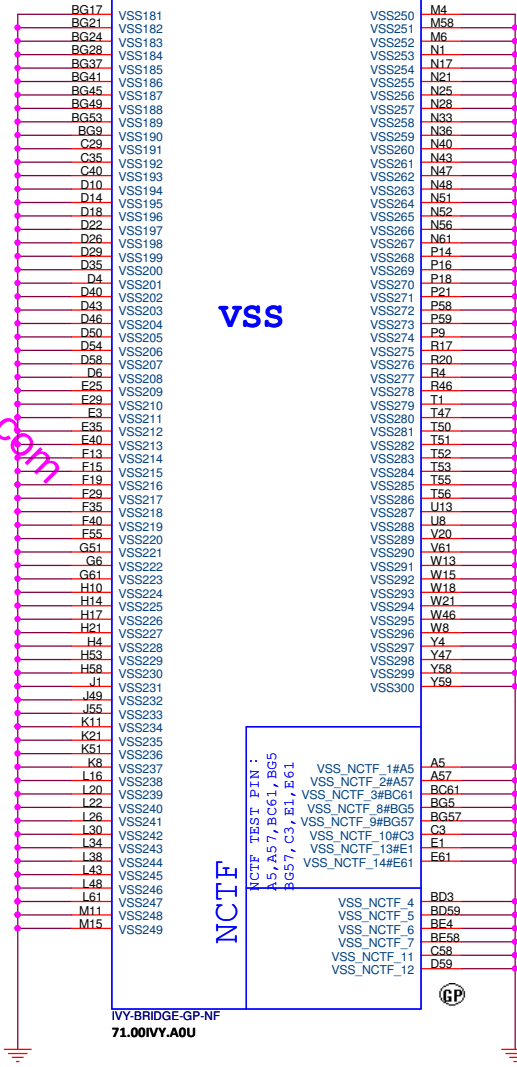 BG17 VSS181
BG21 VSS182
BG24 VSS183
BG28 VSS184
BG37 VSS185
BG41 VSS186
BG45 VSS187
BG49 VSS188
BG53 VSS189
BG9 VSS190
C29 VSS191
C35 VSS192
C40 VSS193
D10 VSS194
D14 VSS195
D18 VSS196
D22 VSS197
D26 VSS198
D29 VSS199
D35 VSS200
D4 VSS201
D40 VSS202
D43 VSS203
D46 VSS204
D50 VSS205
D54 VSS206
D58 VSS207
D6 VSS208
E25 VSS209
E29 VSS210
E3 VSS211
E35 VSS212
E40 VSS213
F13 VSS214
F15 VSS215
F19 VSS216
F29 VSS217
F35 VSS218
F40 VSS219
F55 VSS220
G51 VSS221
G6 VSS222
G61 VSS223
H10 VSS224
H14 VSS225
H17 VSS226
H21 VSS227
H4 VSS228
H53 VSS229
H58 VSS230
J1 VSS231
J49 VSS232
J55 VSS233
K11 VSS234
K21 VSS235
K51 VSS236
K8 VSS237
L16 VSS238
L20 VSS239
L22 VSS240
L26 VSS241
L30 VSS242
L34 VSS243
L38 VSS244
L43 VSS245
L48 VSS246
L61 VSS247
M11 VSS248
M15 VSS249
com
VSS
VSS250 M4
VSS251 M58
VSS252 M6
VSS253 N1
VSS254 N17
VSS255 N21
VSS256 N25
VSS257 N28
VSS258 N33
VSS259 N36
VSS260 N40
VSS261 N43
VSS262 N47
VSS263 N48
VSS264 N51
VSS265 N52
VSS266 N56
VSS267 N61
VSS268 P14
VSS269 P16
VSS270 P18
VSS271 P21
VSS272 P58
VSS273 P59
VSS274 P9
VSS275 R17
VSS276 R20
VSS277 R4
VSS278 R46
VSS279 T1
VSS280 T47
VSS281 T50
VSS282 T51
VSS283 T52
VSS284 T53
VSS285 T55
VSS286 T56
VSS287 U13
VSS288 U8
VSS289 V20
VSS290 V61
VSS291 W13
VSS292 W15
VSS293 W18
VSS294 W21
VSS295 W46
VSS296 W8
VSS297 Y4
VSS298 Y47
VSS299 Y58
VSS300 Y59
NCTF
NCTF TEST PIN:
A5,A57,BC61,BG5
BG57,C3,E1,E61
VSS_NCTF_1#A5 A5
VSS_NCTF_2#A57 A57
VSS_NCTF_3#BC61 BC61
VSS_NCTF_8#BG5 BG5
VSS_NCTF_9#BG57 BG57
VSS_NCTF_10#C3 C3
VSS_NCTF_13#E1 E1
VSS_NCTF_14#E61 E61
VSS_NCTF_4 BD3
VSS_NCTF_5 BD59
VSS_NCTF_6 BE4
VSS_NCTF_7 BE58
VSS_NCTF_11 C58
VSS_NCTF_12 D59
GP
IVY-BRIDGE-GP-NF
71.00IVY.A0U